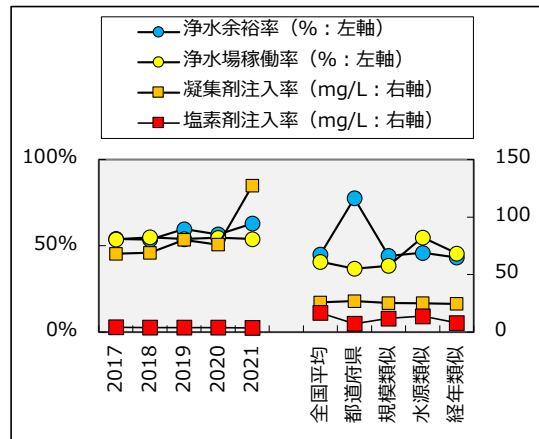 浄水余裕率（%：左軸）
浄水場稼働率（%：左軸）
凝集剤注入率（mg/L：右軸）
塩素剤注入率（mg/L：右軸）
100%
50%
0%
150
100
50
0
2017
2018
2019
2020
2021
全国平均
都道府県
規模類似
水源類似
経年類似